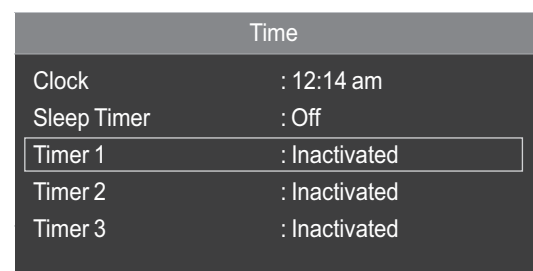 Time
Clock : 12:14 am
Sleep Timer : Off
Timer 1 : Inactivated
Timer 2 : Inactivated
Timer 3 : Inactivated